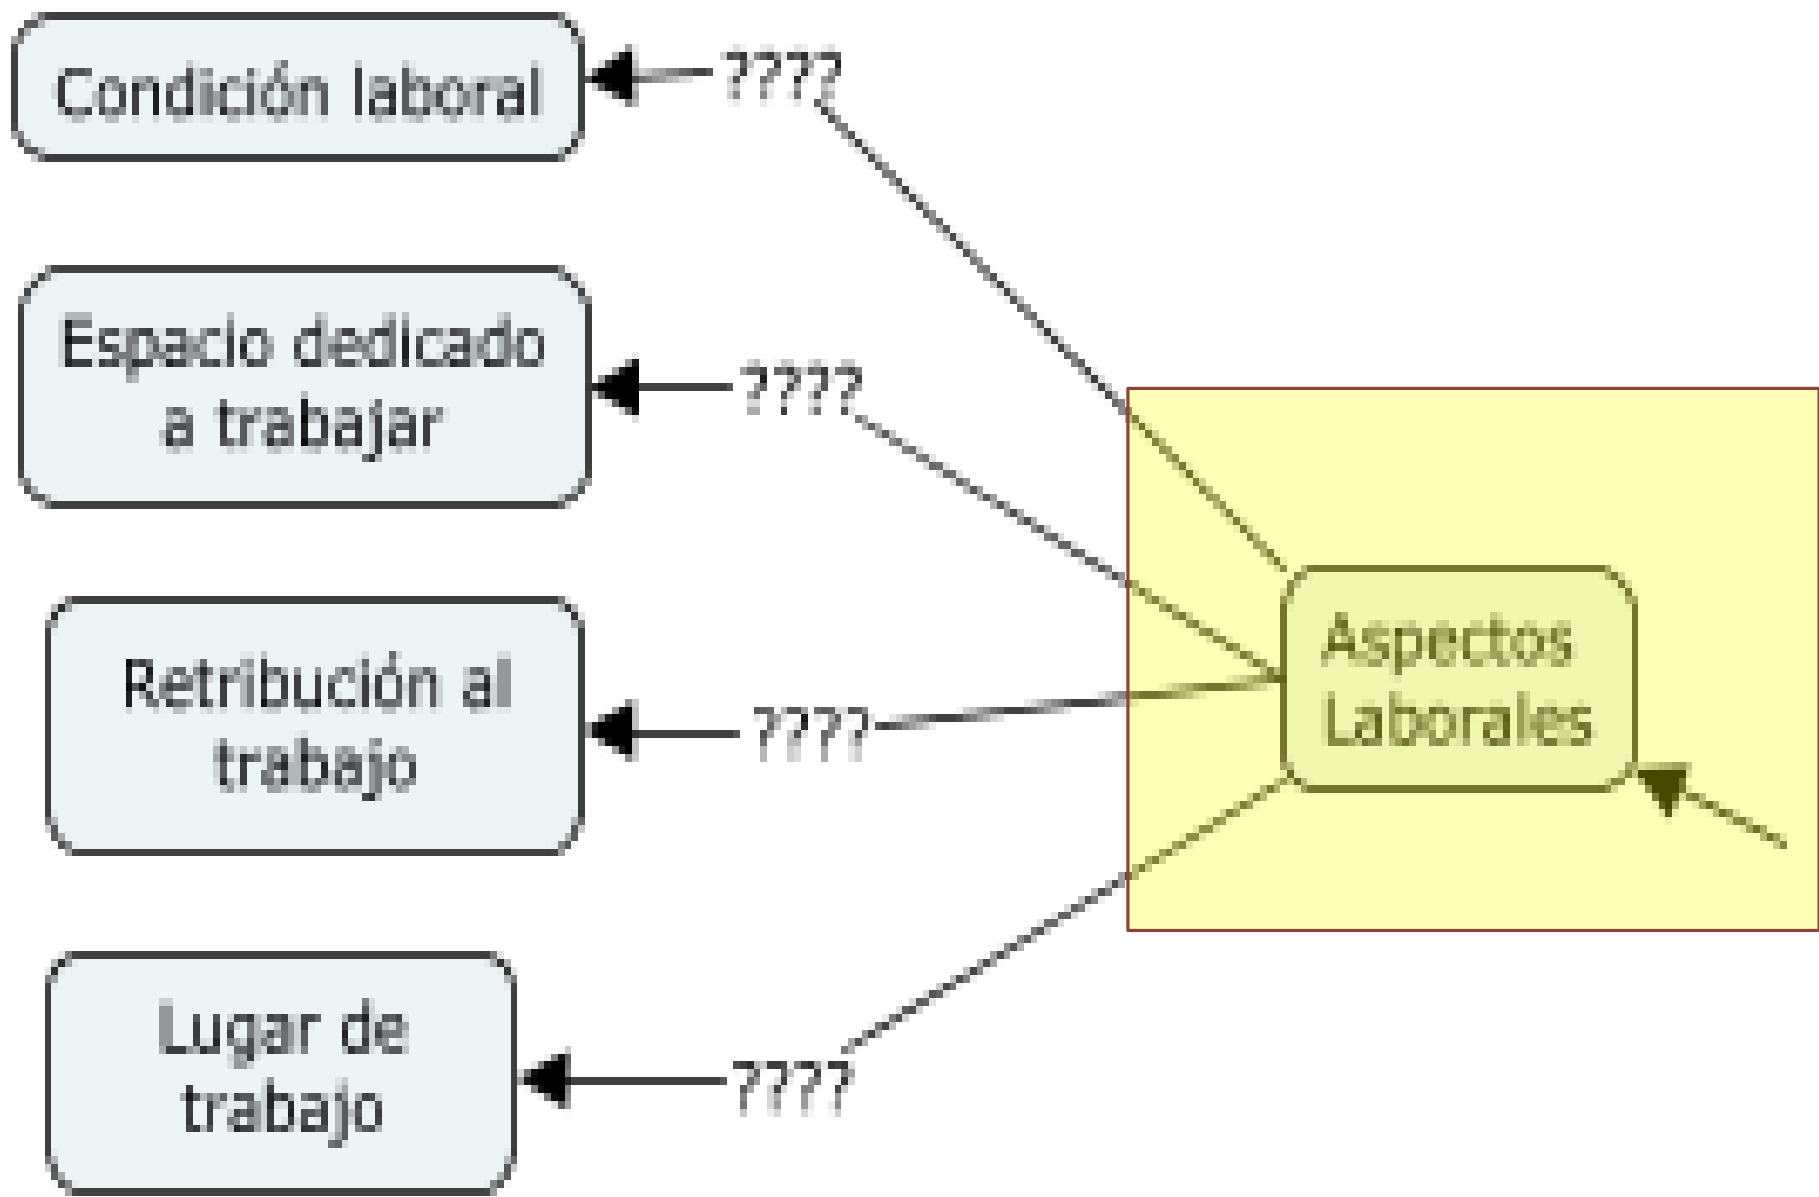 Condición laboral
????
Espacio dedicado
a trabajar
????
Retribución al
trabajo
????
Lugar de
trabajo
????
Aspectos
Laborales